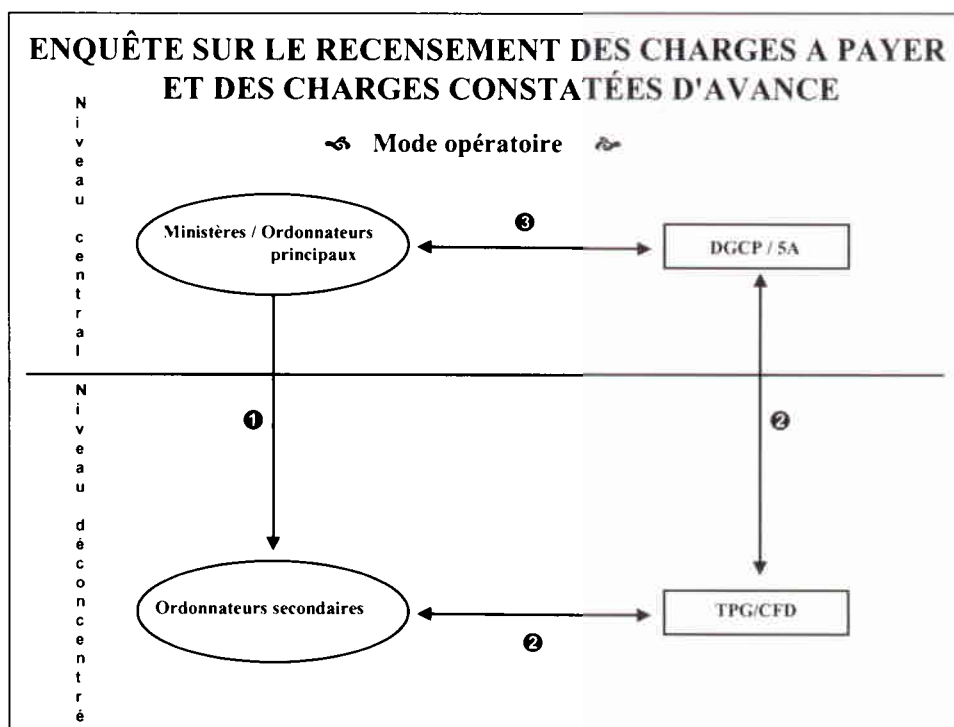 ENQUÊTE SUR LE RECENSEMENT DES CHARGES A PAYER
ET DES CHARGES CONSTATÉES D'AVANCE
Mode opératoire
Niveau central
Ministères / Ordonnateurs
principaux
❸
DGCP / 5A
Niveau déconcentré
❶
❷
Ordonnateurs secondaires
❷
TPG/CFD